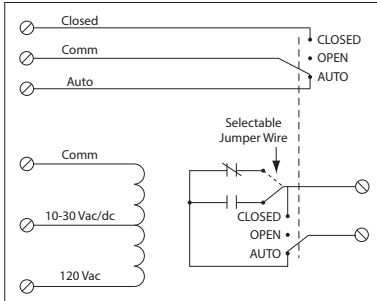 Closed
CLOSED
Comm
OPEN
AUTO
Auto
Selectable
Jumper Wire
Comm
CLOSED
10-30 Vac/dc
OPEN
AUTO
120 Vac